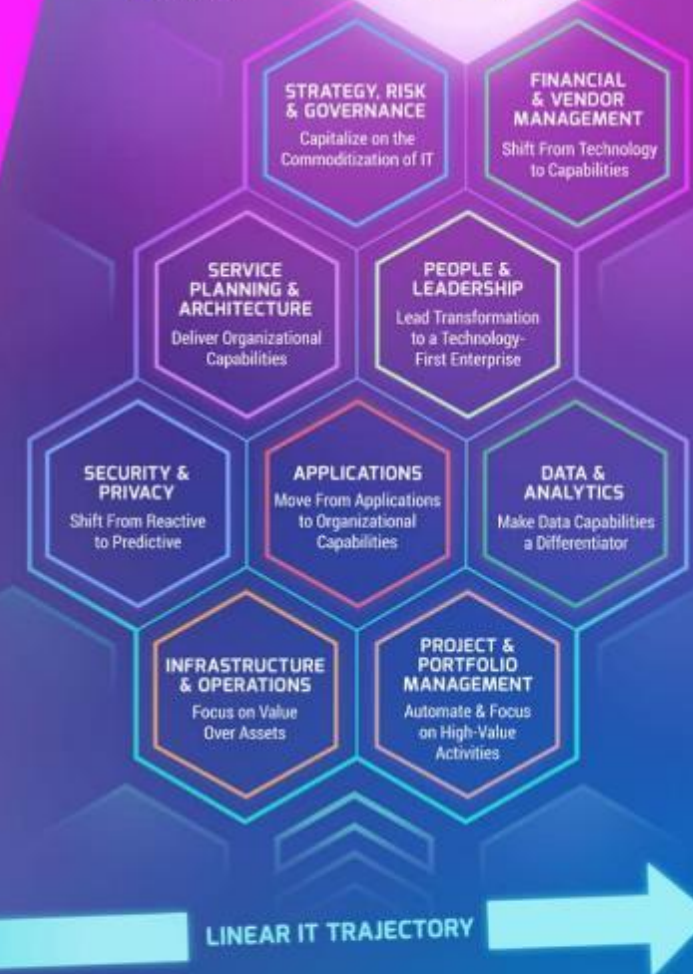 STRATEGY, RISK
& GOVERNANCE
Capitalize on the
Commoditization of IT
FINANCIAL
& VENDOR
MANAGEMENT
Shift From Technology
to Capabilities
SERVICE
PLANNING &
ARCHITECTURE
Deliver Organizational
Capabilities
PEOPLE &
LEADERSHIP
Lead Transformation
to a Technology-
First Enterprise
SECURITY &
PRIVACY
Shift From Reactive
to Predictive
APPLICATIONS
Move From Applications
to Organizational
Capabilities
DATA &
ANALYTICS
Make Data Capabilities
a Differentiator
INFRASTRUCTURE
& OPERATIONS
Focus on Value
Over Assets
PROJECT &
PORTFOLIO
MANAGEMENT
Automate & Focus
on High-Value
Activities
LINEAR IT TRAJECTORY